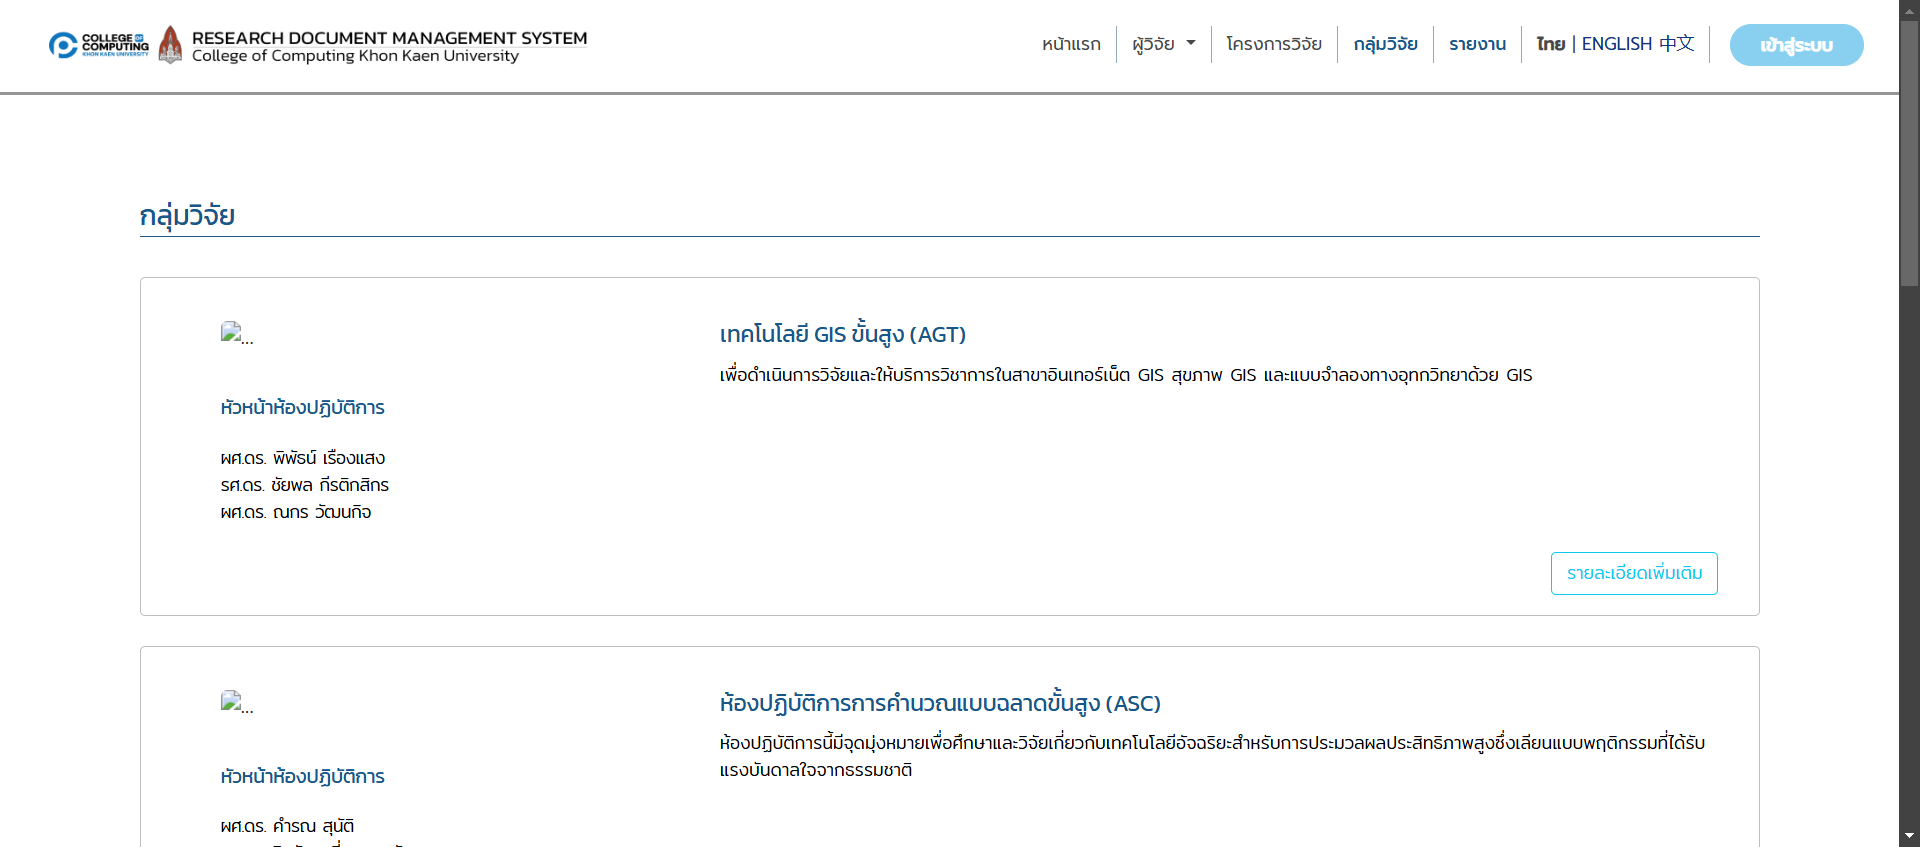 COLLEGE OF
COMPUTING
KHON KAEN UNIVERSITY
RESEARCH DOCUMENT MANAGEMENT SYSTEM
College of Computing Khon Kaen University
หน้าแรก
ผู้วิจัย
โครงการวิจัย
กลุ่มวิจัย
รายงาน
ไทย | ENGLISH 中文
เข้าสู่ระบบ
กลุ่มวิจัย
...
เทคโนโลยี GIS ขั้นสูง (AGT)
เพื่อดำเนินการวิจัยและให้บริการวิชาการในสาขาอินเทอร์เน็ต GIS สุขภาพ GIS และแบบจำลองทางอุทกวิทยาด้วย GIS
หัวหน้าห้องปฏิบัติการ
ผศ.ดร. พิพัธน์ เรืองแสง
รศ.ดร. ชัยพล กีรติกสิกร
ผศ.ดร. ณกร วัฒนกิจ
รายละเอียดเพิ่มเติม
...
ห้องปฏิบัติการการคำนวณแบบฉลาดขั้นสูง (ASC)
ห้องปฏิบัติการนี้มีจุดมุ่งหมายเพื่อศึกษาและวิจัยเกี่ยวกับเทคโนโลยีอัจฉริยะสำหรับการประมวลผลประสิทธิภาพสูงซึ่งเลียนแบบพฤติกรรมที่ได้รับ
แรงบันดาลใจจากธรรมชาติ
หัวหน้าห้องปฏิบัติการ
ผศ.ดร. คำรณ สุนัติ